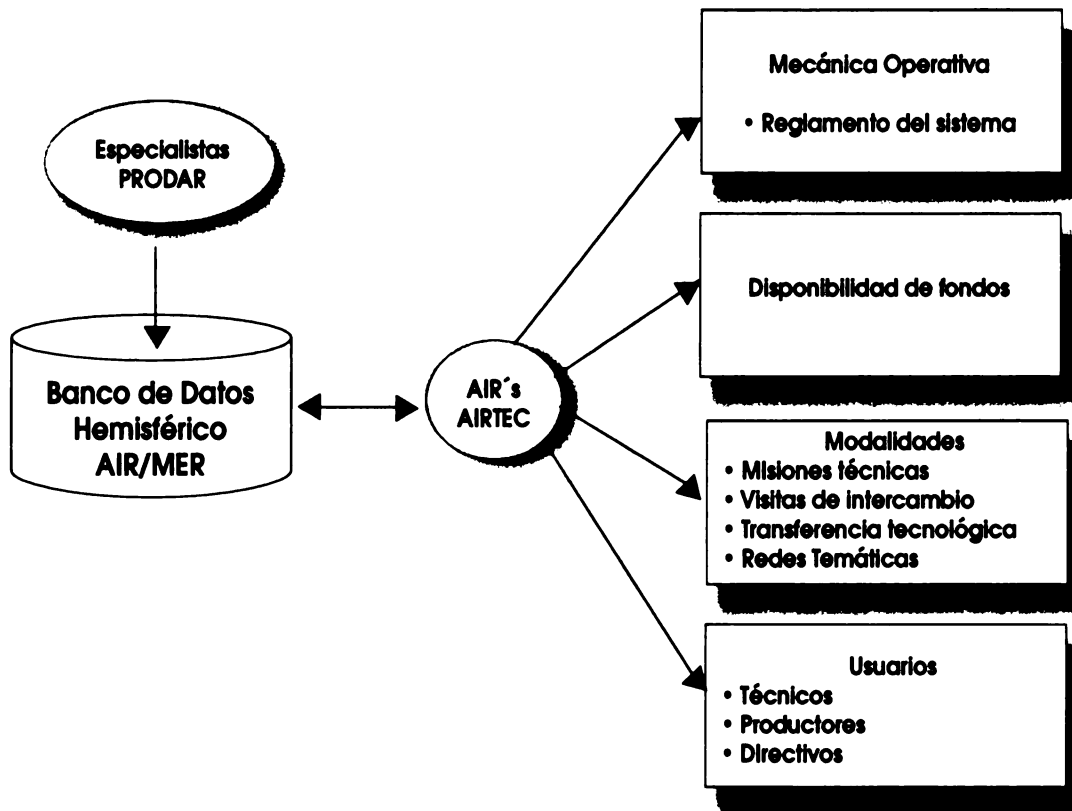 Especialistas
PRODAR
Banco de Datos
Hemisférico
AIR/MER
AIR´s
AIRTEC
Mecánica Operativa
• Reglamento del sistema
Disponibilidad de fondos
Modalidades
• Misiones técnicas
• Visitas de intercambio
• Transferencia tecnológica
• Redes Temáticas
Usuarios
• Técnicos
• Productores
• Directivos